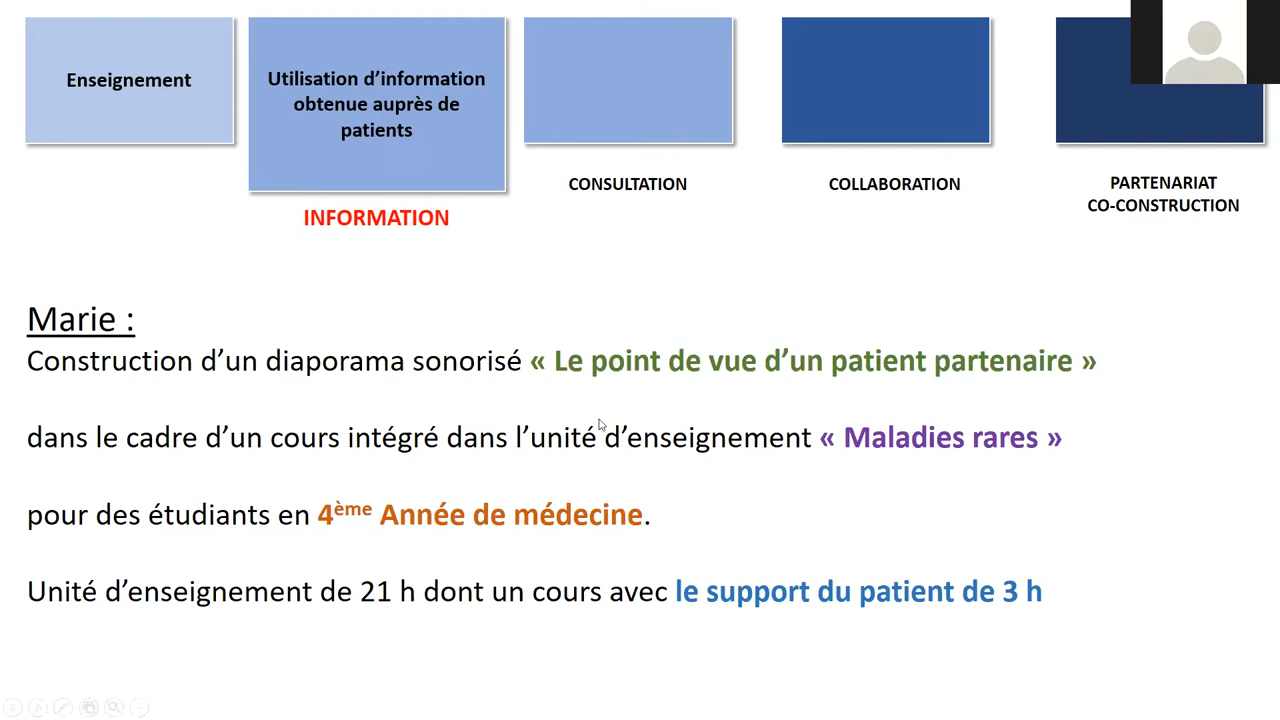 Enseignement
Utilisation d’information
obtenue auprès de
patients
INFORMATION
CONSULTATION
COLLABORATION
PARTENARIAT
CO-CONSTRUCTION
Marie :
Construction d’un diaporama sonorisé « Le point de vue d’un patient partenaire »
dans le cadre d’un cours intégré dans l’unité d’enseignement « Maladies rares »
pour des étudiants en 4ème Année de médecine.
Unité d’enseignement de 21 h dont un cours avec le support du patient de 3 h